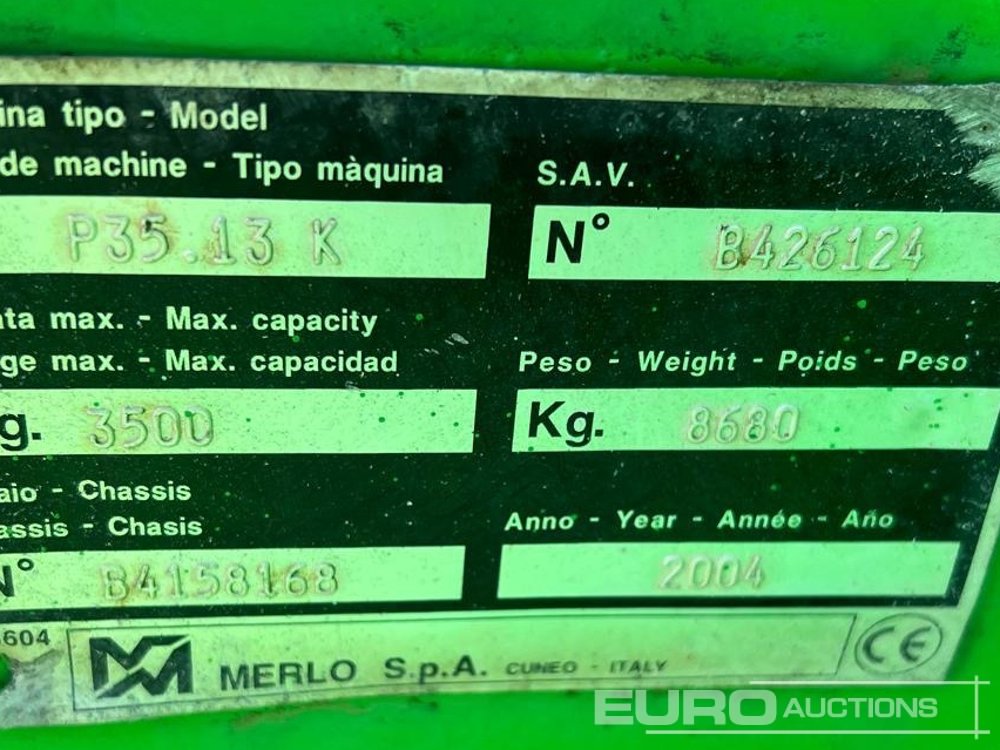 ina tipo - Model
de machine - Tipo màquina
P35.13 K
S.A.V.
N° B426124
ata max. - Max. capacity
ge max. - Max. capacidad
g. 3500
Peso - Weight - Poids - Peso
Kg. 8680
aio - Chassis
assis - Chasis
N° B4158168
Anno - Year - Année - Año
2004
604
MERLO S.p.A. CUNEO - ITALY
CE
EURO AUCTIONS